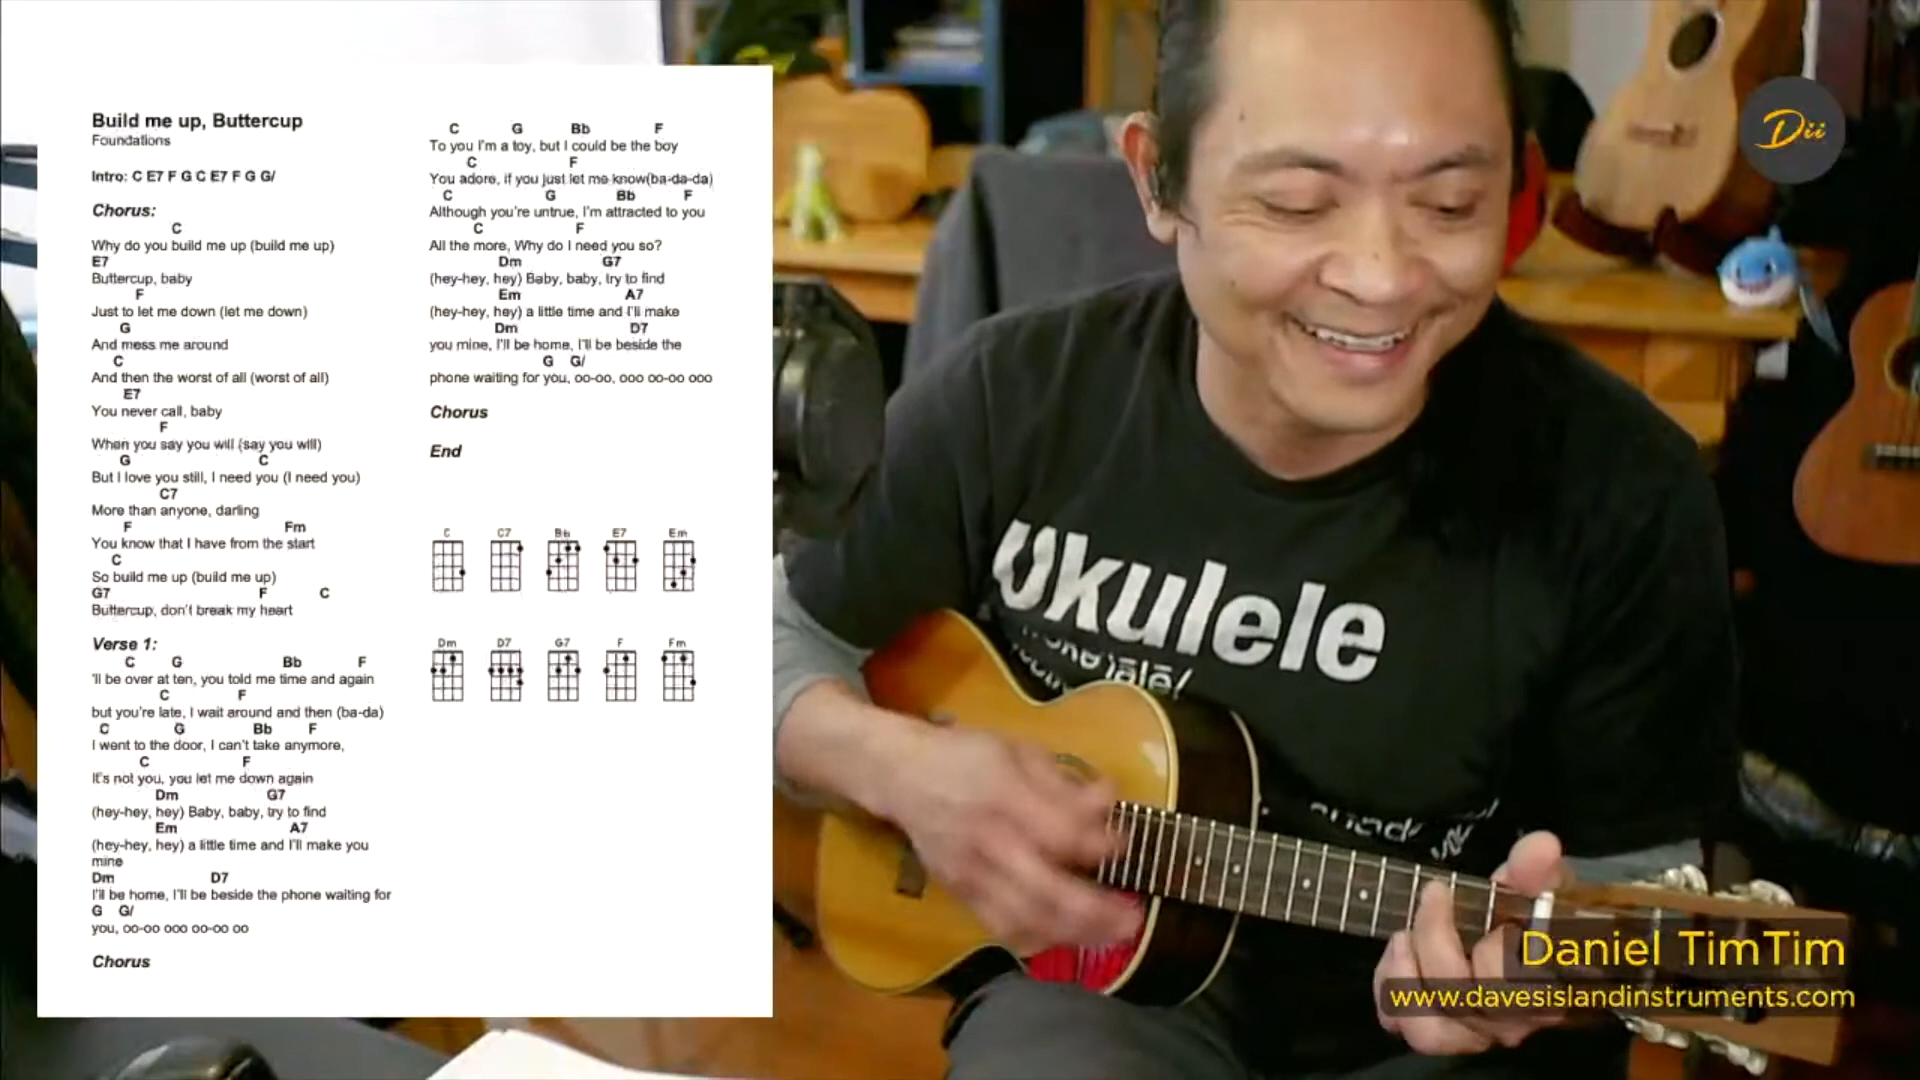 Build me up, Buttercup
Foundations
Intro: C E7 F G C E7 F G G/
Chorus:
C
Why do you build me up (build me up)
E7
Buttercup, baby
F
Just to let me down (let me down)
G
And mess me around
C
And then the worst of all (worst of all)
E7
You never call, baby
F
When you say you will (say you will)
G C
But I love you still, I need you (I need you)
C7
More than anyone, darling
F Fm
You know that I have from the start
C
So build me up (build me up)
G7 F C
Buttercup, don't break my heart
Verse 1:
C G Bb F
'll be over at ten, you told me time and again
C F
but you're late, I wait around and then (ba-da)
C G Bb F
I went to the door, I can't take anymore,
C F
It's not you, you let me down again
Dm G7
(hey-hey, hey) Baby, baby, try to find
Em A7
(hey-hey, hey) a little time and I'll make you
mine
Dm D7
I'll be home, I'll be beside the phone waiting for
G G/
you, oo-oo ooo oo-oo oo
Chorus
C G Bb F
To you I'm a toy, but I could be the boy
C F
You adore, if you just let me know(ba-da-da)
C G Bb F
Although you're untrue, I'm attracted to you
C F
All the more, Why do I need you so?
Dm G7
(hey-hey, hey) Baby, baby, try to find
Em A7
(hey-hey, hey) a little time and I'll make
Dm D7
you mine, I'll be home, I'll be beside the
G G/
phone waiting for you, oo-oo, ooo oo-oo ooo
Chorus
End
C C7 Bb E7 Em
Dm D7 G7 F Fm
Dii
ukulele
Daniel TimTim
www.davesislandinstruments.com